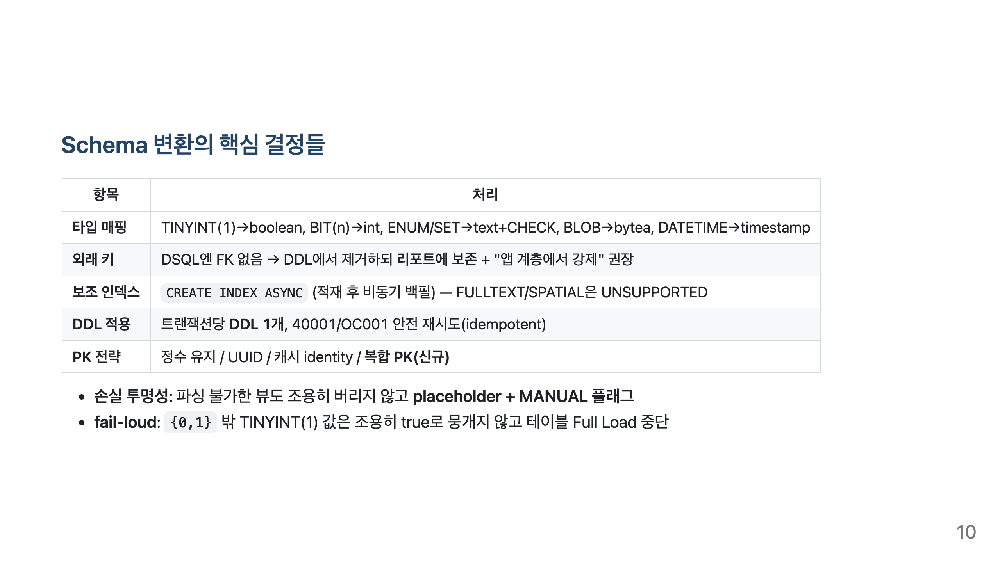 Schema 변환의 핵심 결정들
항목 처리
타입 매핑 TINYINT(1)→boolean, BIT(n)→int, ENUM/SET→text+CHECK, BLOB→bytea, DATETIME→timestamp
외래 키 DSQL엔 FK 없음 → DDL에서 제거하되 리포트에 보존 + "앱 계층에서 강제" 권장
보조 인덱스 CREATE INDEX ASYNC (적재 후 비동기 백필) — FULLTEXT/SPATIAL은 UNSUPPORTED
DDL 적용 트랜잭션당 DDL 1개, 40001/OC001 안전 재시도(idempotent)
PK 전략 정수 유지 / UUID / 캐시 identity / 복합 PK(신규)
• 손실 투명성: 파싱 불가한 뷰도 조용히 버리지 않고 placeholder + MANUAL 플래그
• fail-loud: {0,1} 밖 TINYINT(1) 값은 조용히 true로 뭉개지 않고 테이블 Full Load 중단
10